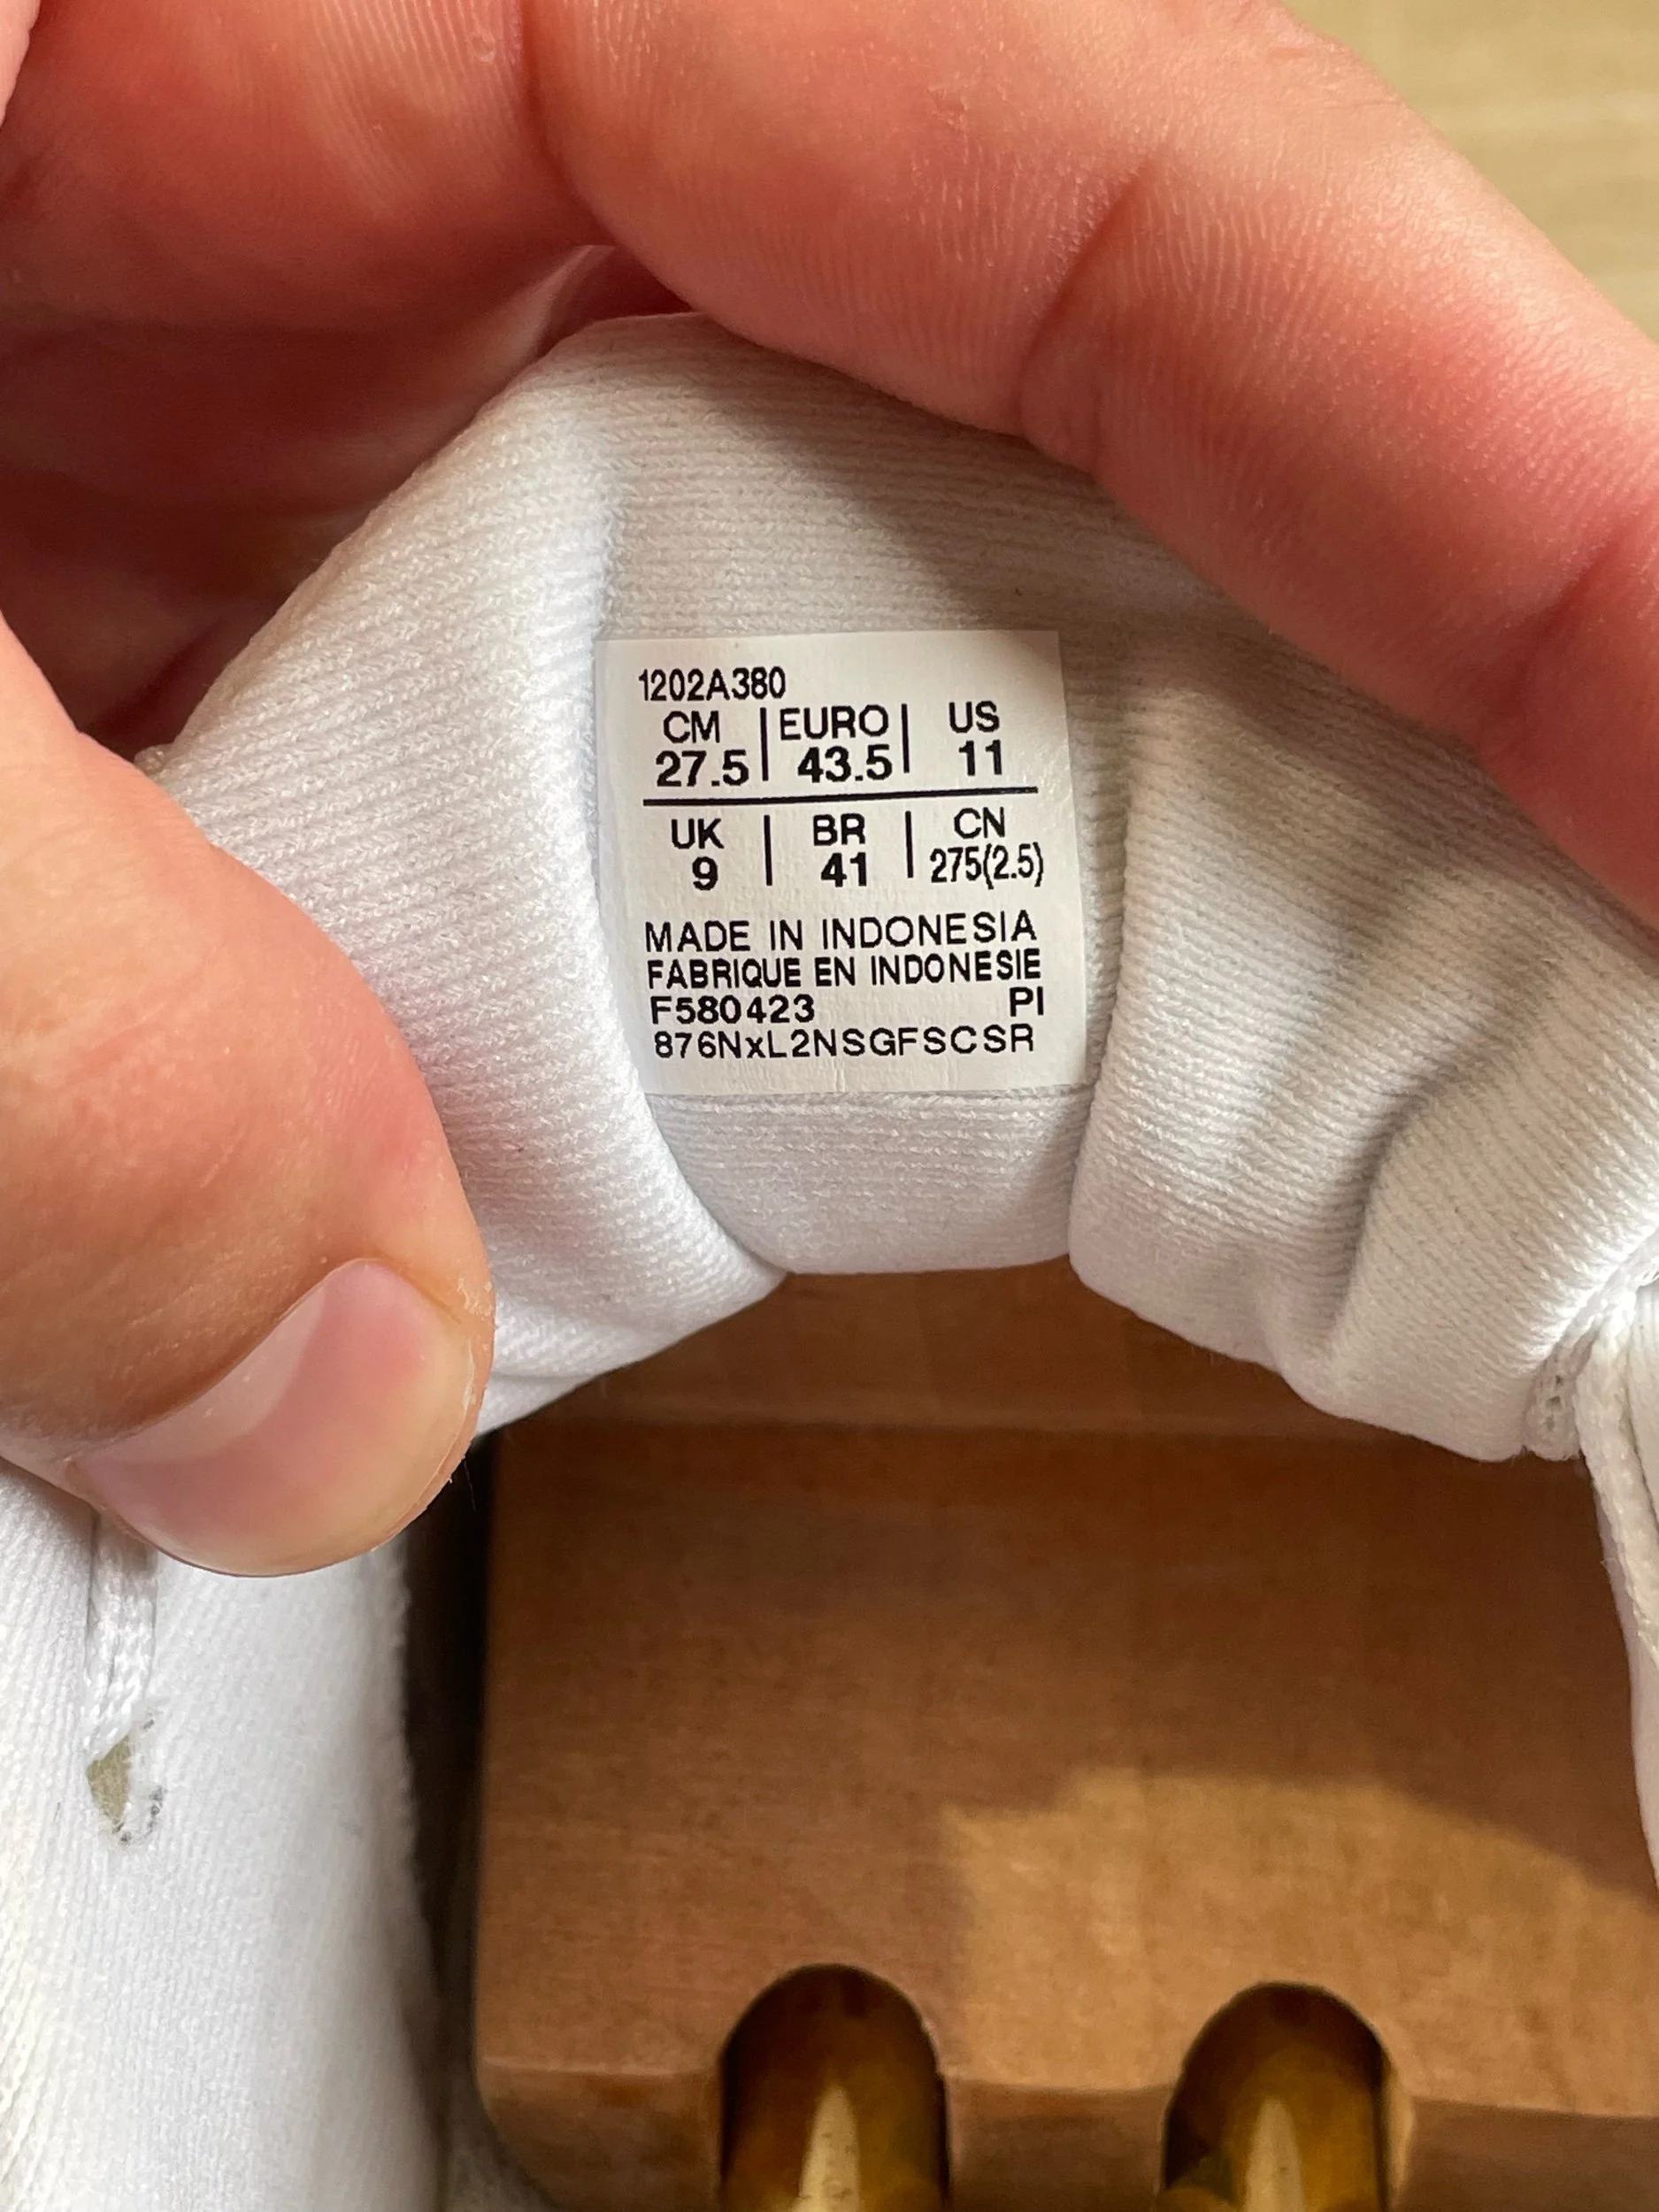 1202A380
CM | EURO | US
27.5 | 43.5 | 11
UK | BR | CN
9 | 41 | 275(2.5)
MADE IN INDONESIA
FABRIQUE EN INDONESIE
F580423 PI
876NxL2NSGFSCSR